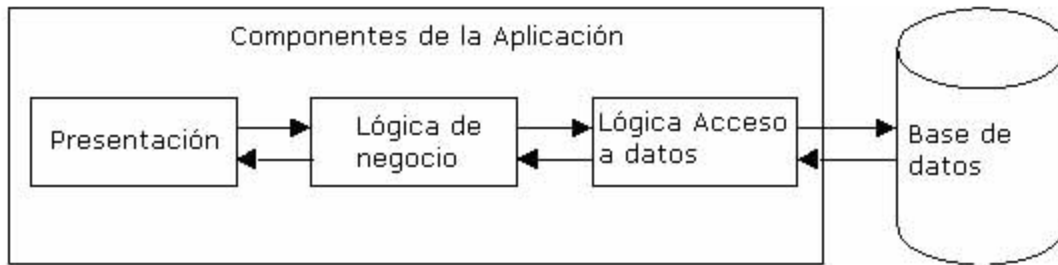 Componentes de la Aplicación
Presentación
Lógica de
negocio
Lógica Acceso
a datos
Base de
datos